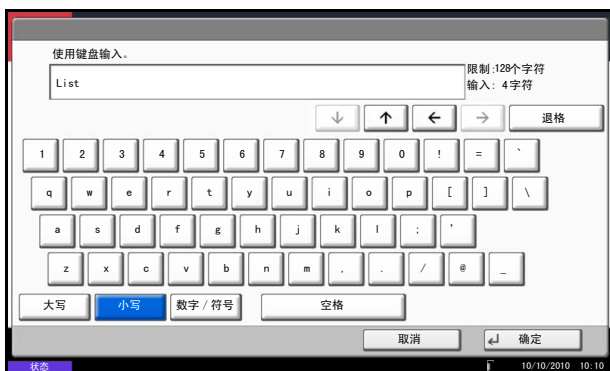 使用键盘输入。
限制:128个字符
List
输入: 4字符
↓ ↑ ← → 退格
1 2 3 4 5 6 7 8 9 0 ! = `
q w e r t y u i o p [ ] \
a s d f g h j k l ; '
z x c v b n m , . / @ _
大写 小写 数字/符号 空格
取消 确定
状态 10/10/2010 10:10